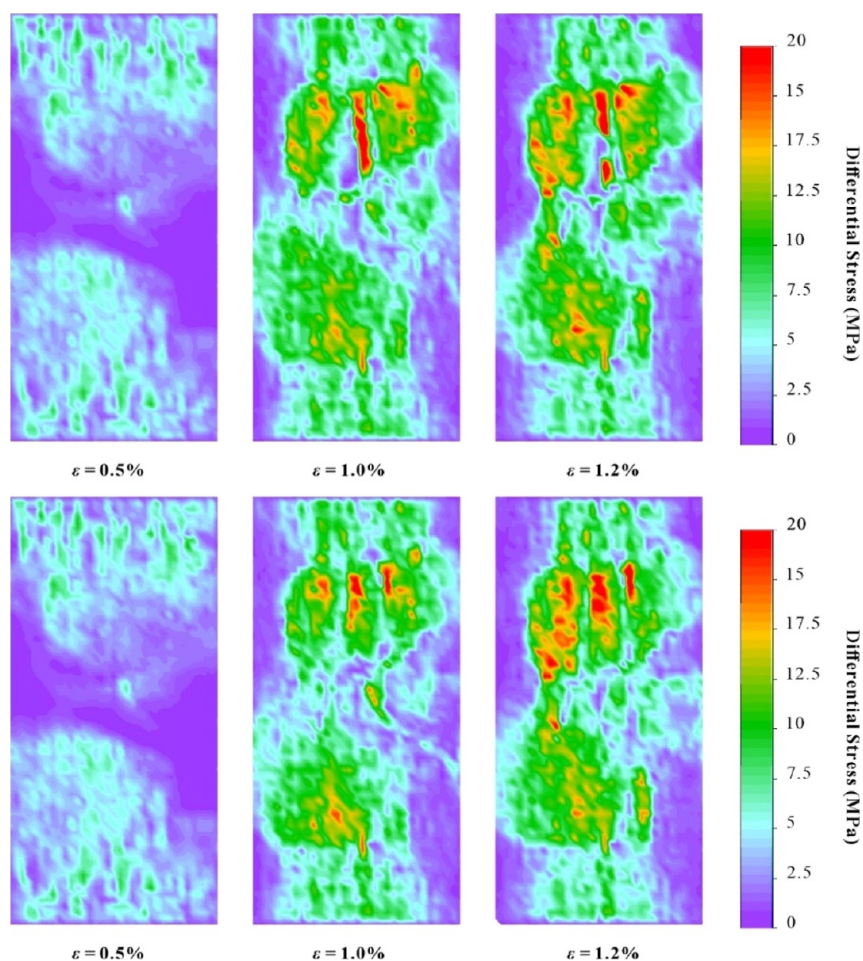 20
15
17.5
12.5
10
7.5
5
2.5
0
Differential Stress (MPa)
ε = 0.5%
ε = 1.0%
ε = 1.2%
20
15
17.5
12.5
10
7.5
5
2.5
0
Differential Stress (MPa)
ε = 0.5%
ε = 1.0%
ε = 1.2%